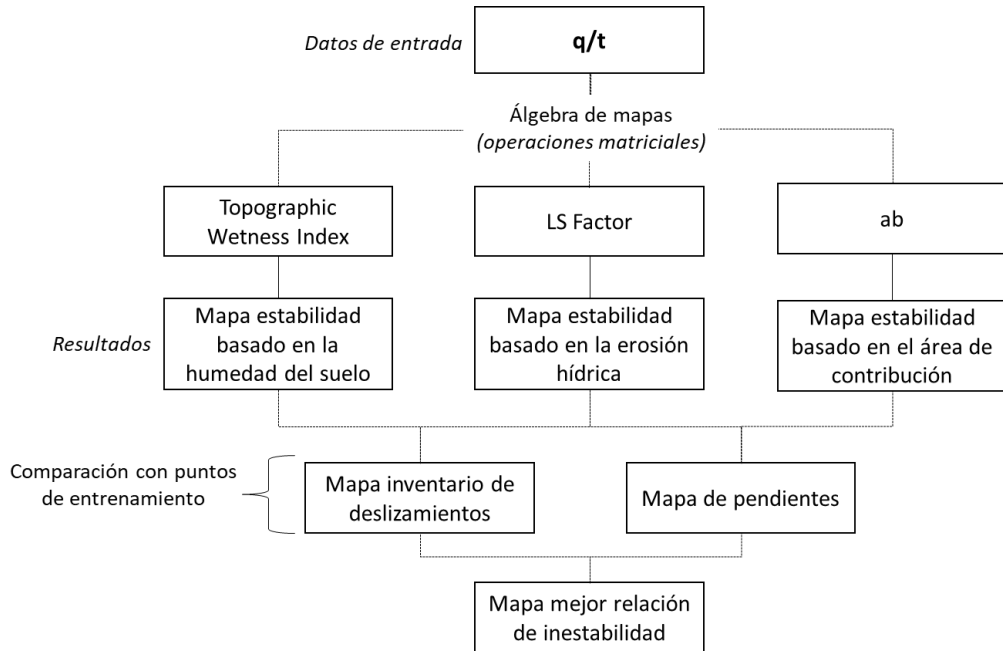 Datos de entrada
q/t
Álgebra de mapas
(operaciones matriciales)
Topographic
Wetness Index
LS Factor
ab
Resultados
Mapa estabilidad
basado en la
humedad del suelo
Mapa estabilidad
basado en la erosión
hídrica
Mapa estabilidad
basado en el área de
contribución
Comparación con puntos
de entrenamiento
Mapa inventario de
deslizamientos
Mapa de pendientes
Mapa mejor relación
de inestabilidad